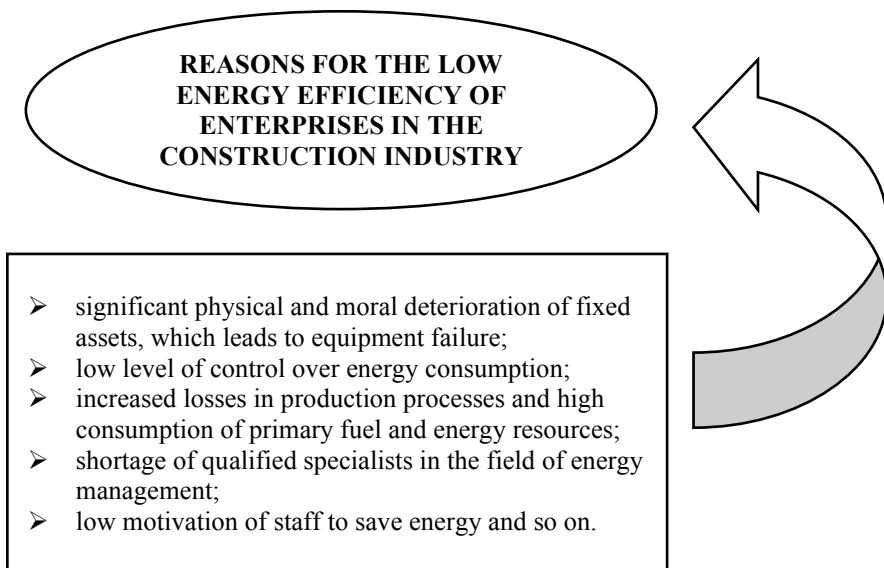 REASONS FOR THE LOW
ENERGY EFFICIENCY OF
ENTERPRISES IN THE
CONSTRUCTION INDUSTRY
➢ significant physical and moral deterioration of fixed
assets, which leads to equipment failure;
➢ low level of control over energy consumption;
➢ increased losses in production processes and high
consumption of primary fuel and energy resources;
➢ shortage of qualified specialists in the field of energy
management;
➢ low motivation of staff to save energy and so on.